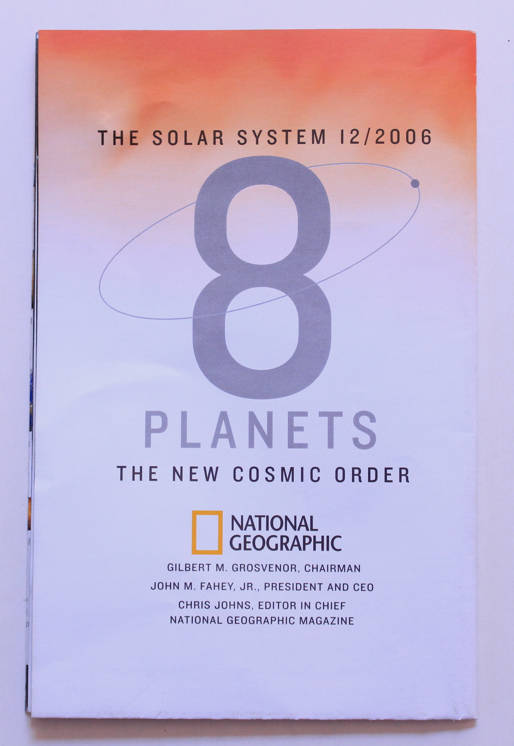 THE SOLAR SYSTEM 12/2006
8
PLANETS
THE NEW COSMIC ORDER
NATIONAL
GEOGRAPHIC
GILBERT M. GROSVENOR, CHAIRMAN
JOHN M. FAHEY, JR., PRESIDENT AND CEO
CHRIS JOHNS, EDITOR IN CHIEF
NATIONAL GEOGRAPHIC MAGAZINE